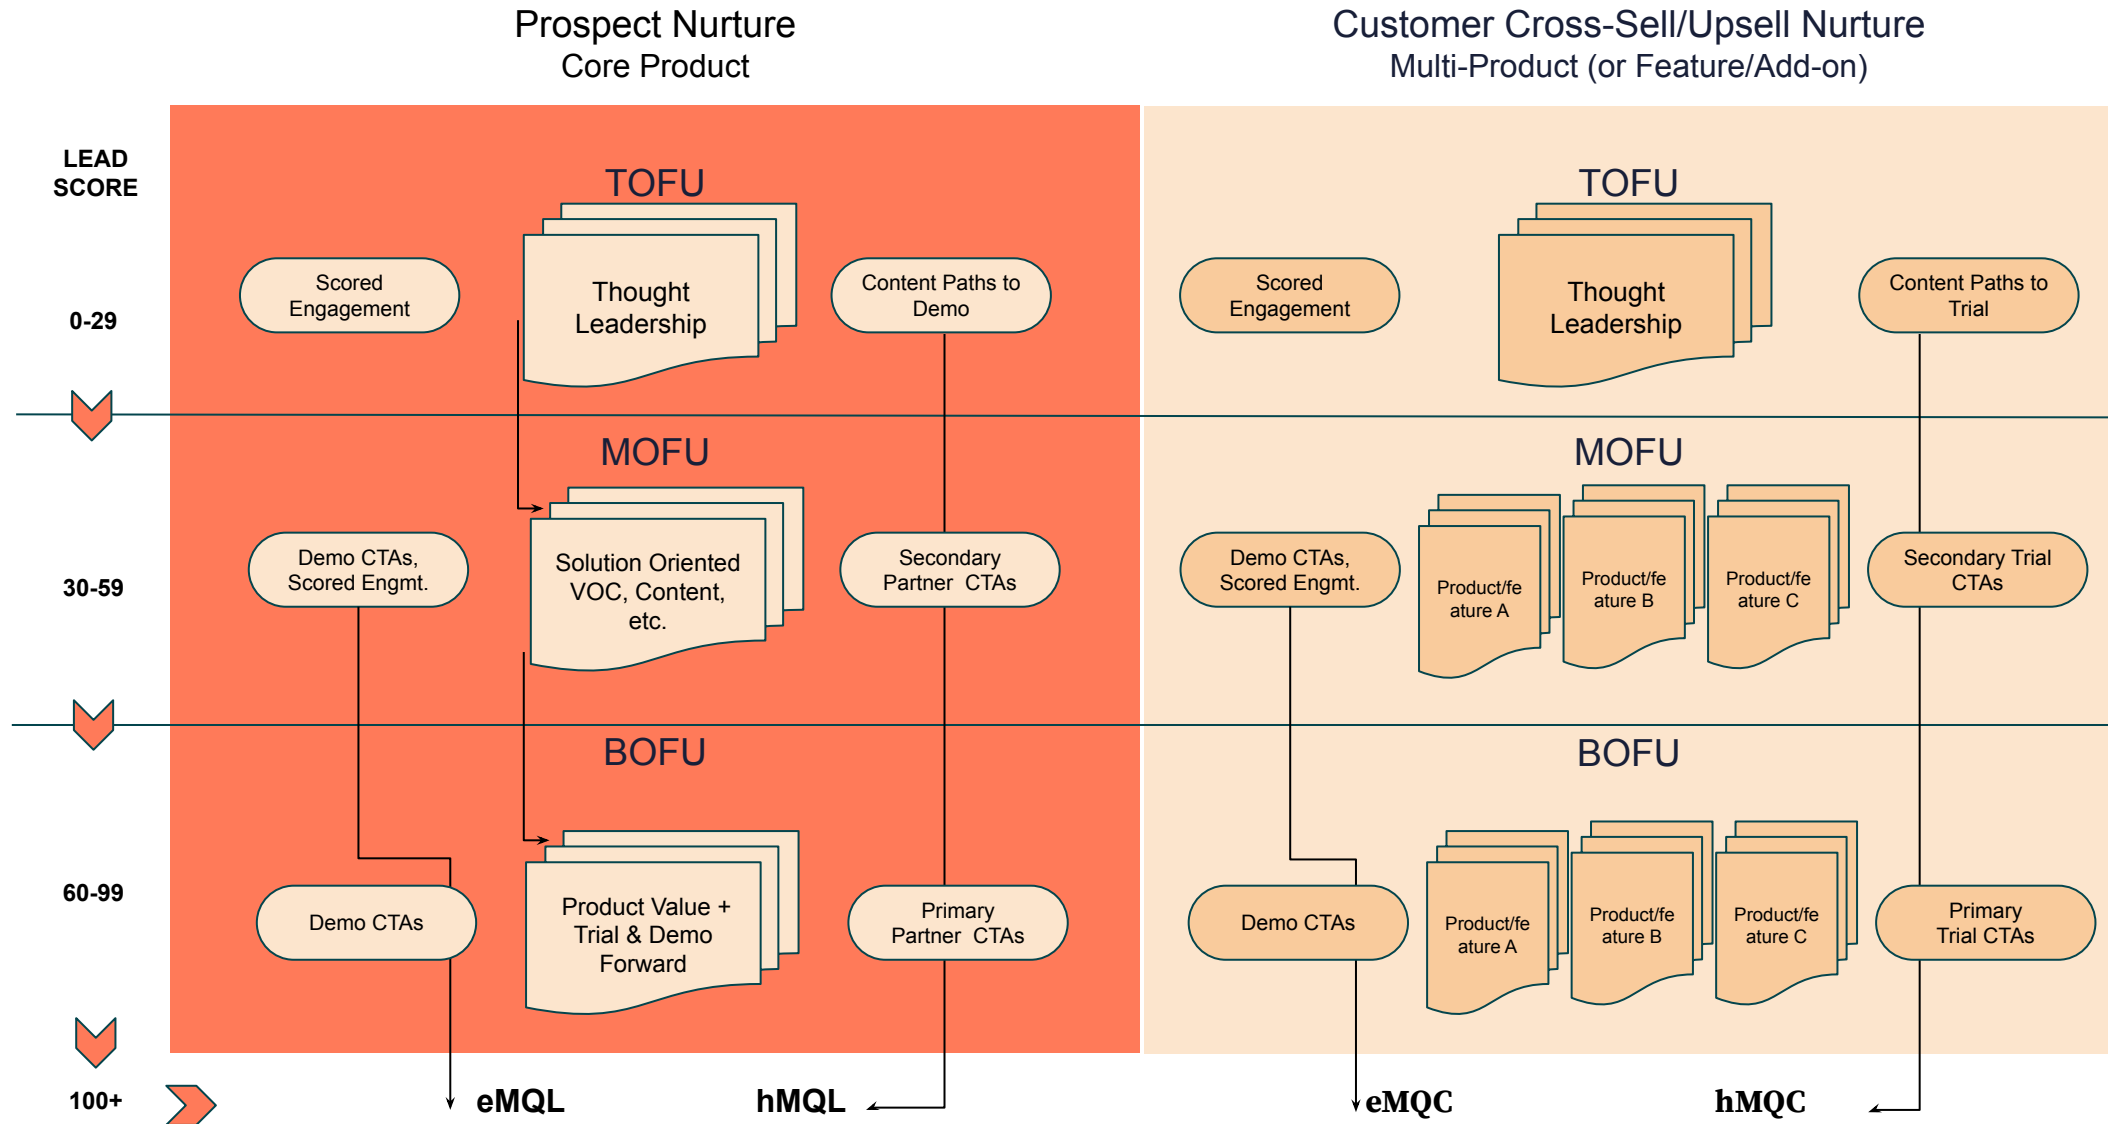 Prospect Nurture
Core Product
Customer Cross-Sell/Upsell Nurture
Multi-Product (or Feature/Add-on)
LEAD
SCORE
TOFU
TOFU
0-29
Scored
Engagement
Thought
Leadership
Content Paths to
Demo
Scored
Engagement
Thought
Leadership
Content Paths to
Trial
MOFU
MOFU
30-59
Demo CTAs,
Scored Engmt.
Solution Oriented
VOC, Content,
etc.
Secondary
Partner CTAs
Demo CTAs,
Scored Engmt.
Product/fe
ature A
Product/fe
ature B
Product/fe
ature C
Secondary Trial
CTAs
BOFU
BOFU
60-99
Demo CTAs
Product Value +
Trial & Demo
Forward
Primary
Partner CTAs
Demo CTAs
Product/fe
ature A
Product/fe
ature B
Product/fe
ature C
Primary
Trial CTAs
100+
eMQL
hMQL
eMQC
hMQC